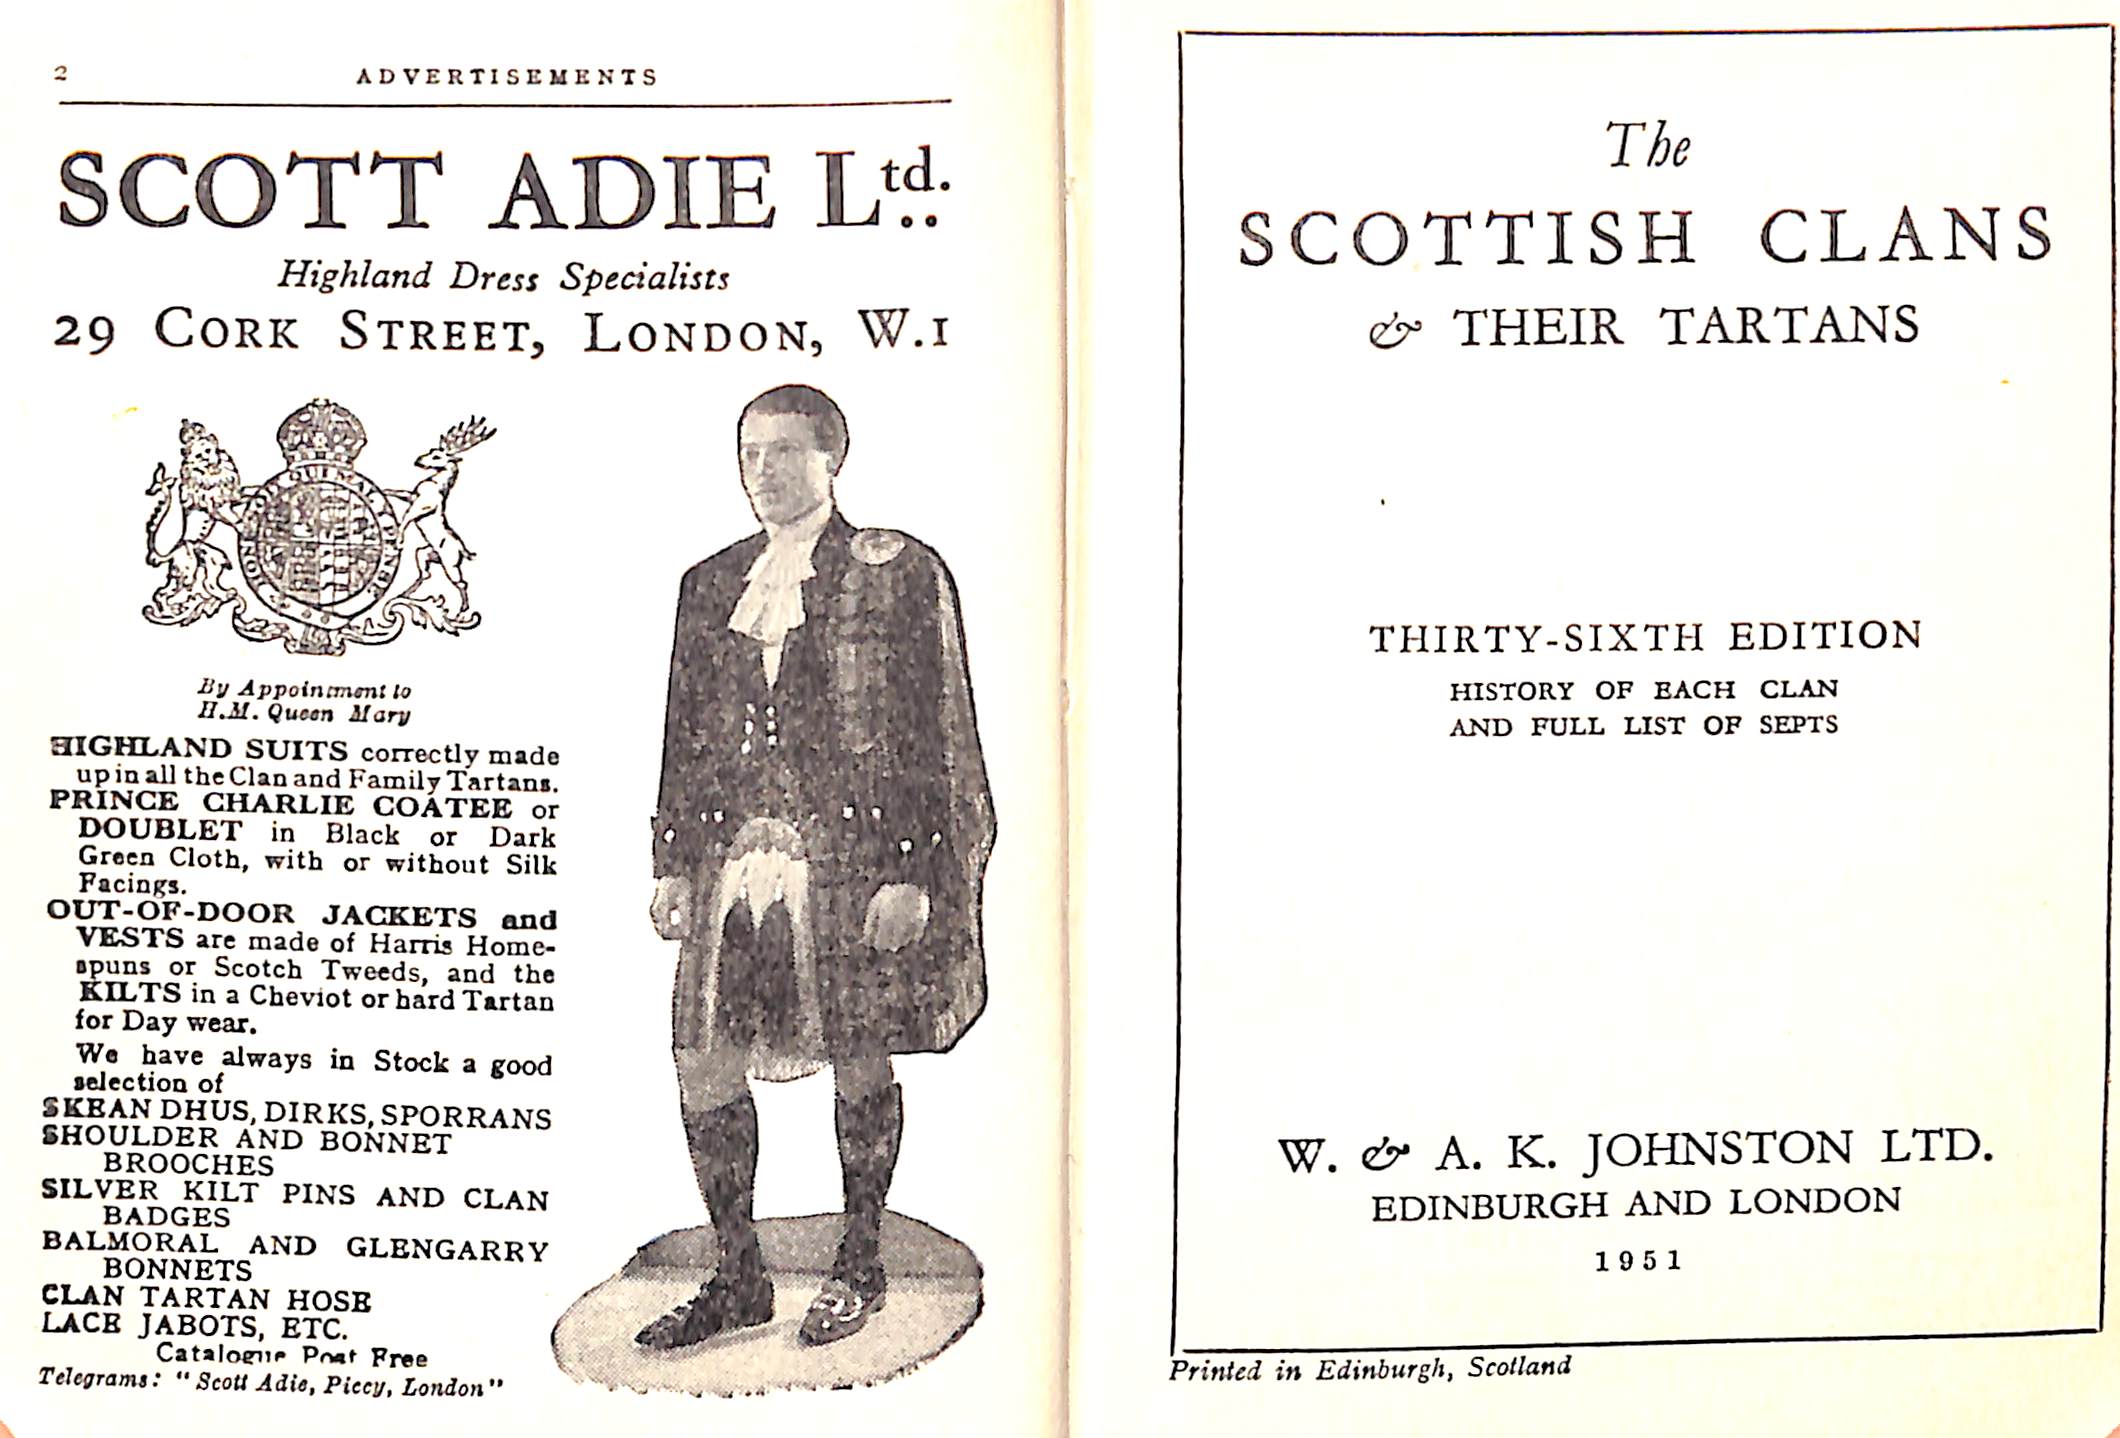 2
ADVERTISEMENTS
SCOTT ADIE Ltd.
Highland Dress Specialists
29 CORK STREET, LONDON, W.1
By Appointment to
H.M. Queen Mary
HIGHLAND SUITS correctly made
up in all the Clan and Family Tartans.
PRINCE CHARLIE COATEE or
DOUBLET in Black or Dark
Green Cloth, with or without Silk
Facings.
OUT-OF-DOOR JACKETS and
VESTS are made of Harris Home-
spuns or Scotch Tweeds, and the
KILTS in a Cheviot or hard Tartan
for Day wear.
We have always in Stock a good
selection of
SKEAN DHUS, DIRKS, SPORRANS
SHOULDER AND BONNET
BROOCHES
SILVER KILT PINS AND CLAN
BADGES
BALMORAL AND GLENGARRY
BONNETS
CLAN TARTAN HOSE
LACE JABOTS, ETC.
Catalogue Post Free
Telegrams: "Scott Adie, Piccy, London"
The
SCOTTISH CLANS
& THEIR TARTANS
THIRTY-SIXTH EDITION
HISTORY OF EACH CLAN
AND FULL LIST OF SEPTS
W. & A. K. JOHNSTON LTD.
EDINBURGH AND LONDON
1951
Printed in Edinburgh, Scotland